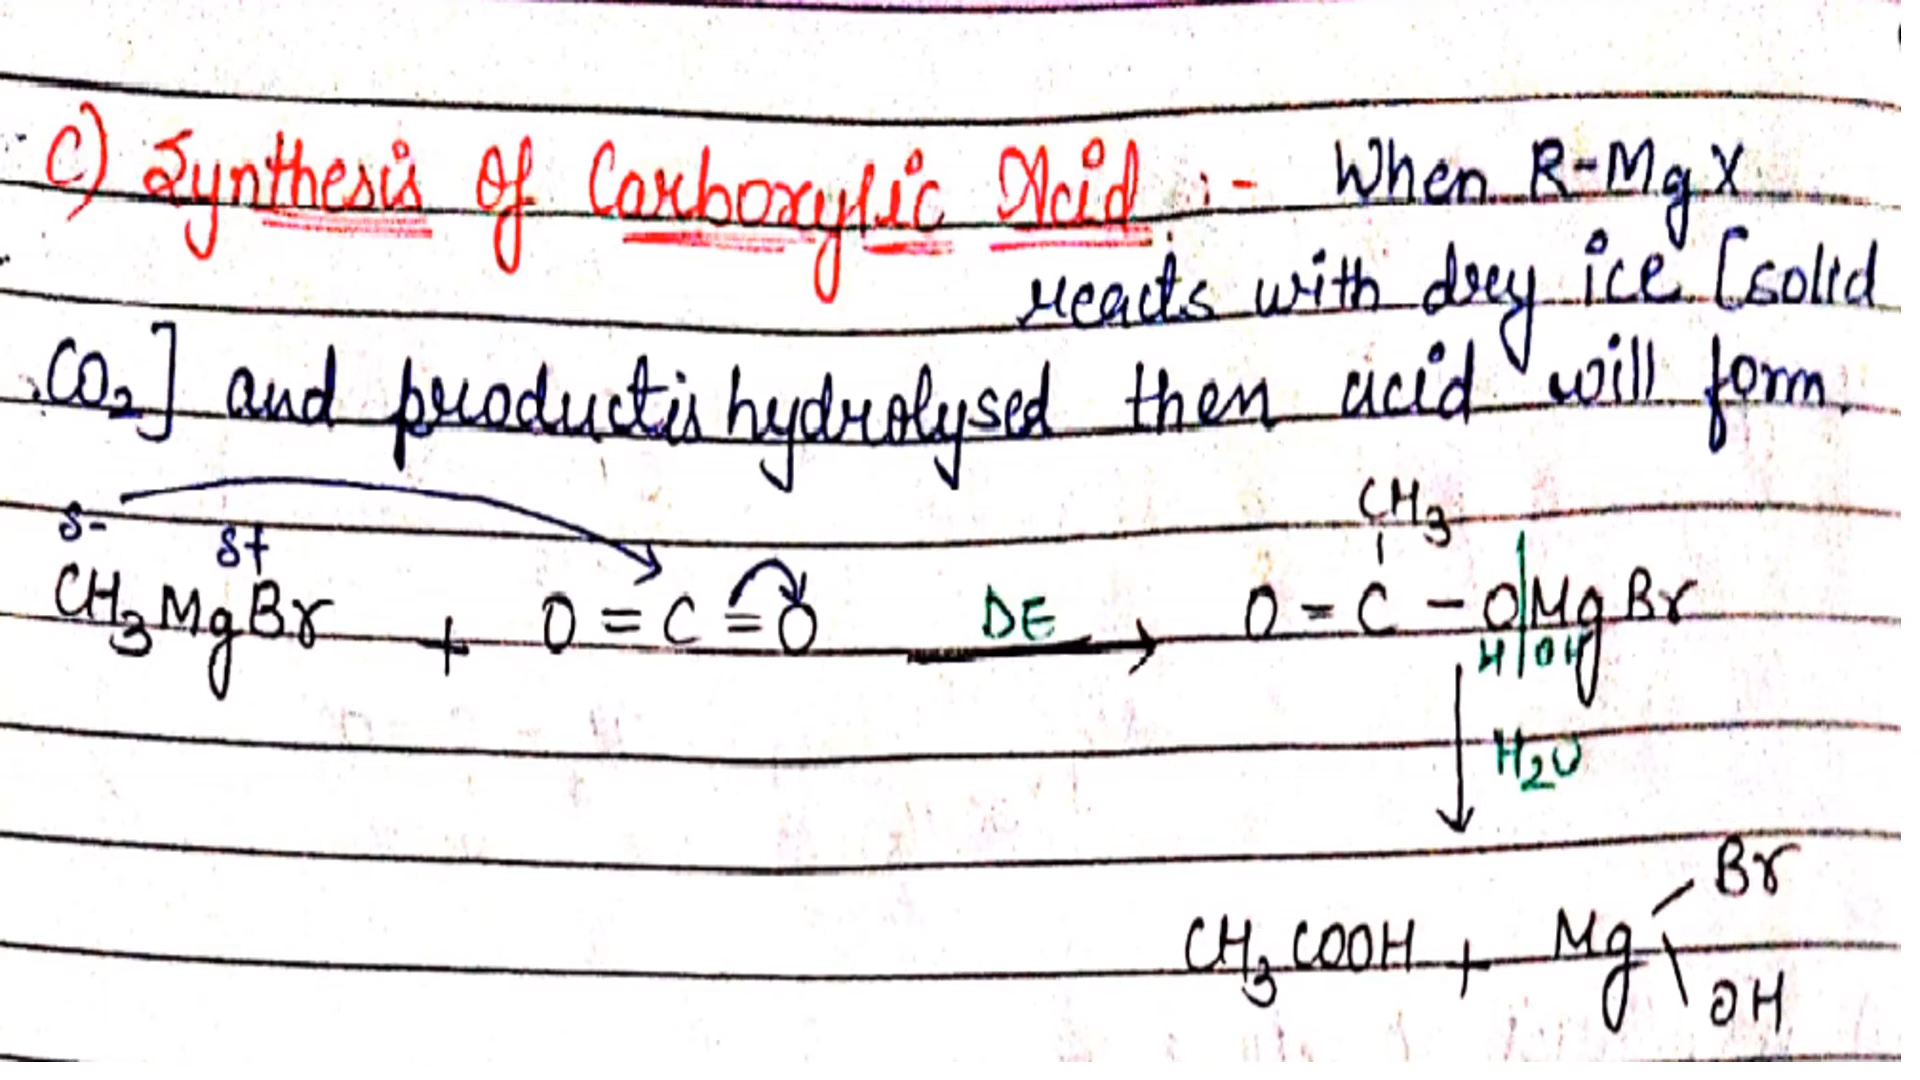 C) Synthesis Of Carboxylic Acid :- When R-MgX
reacts with dry ice [solid
CO₂] and product is hydrolysed then acid will form.
δ- δ+
CH₃MgBr + O=C=O DE → O=C-OMgBr
CH₃
H OH
H₂O
CH₃COOH + Mg Br
OH